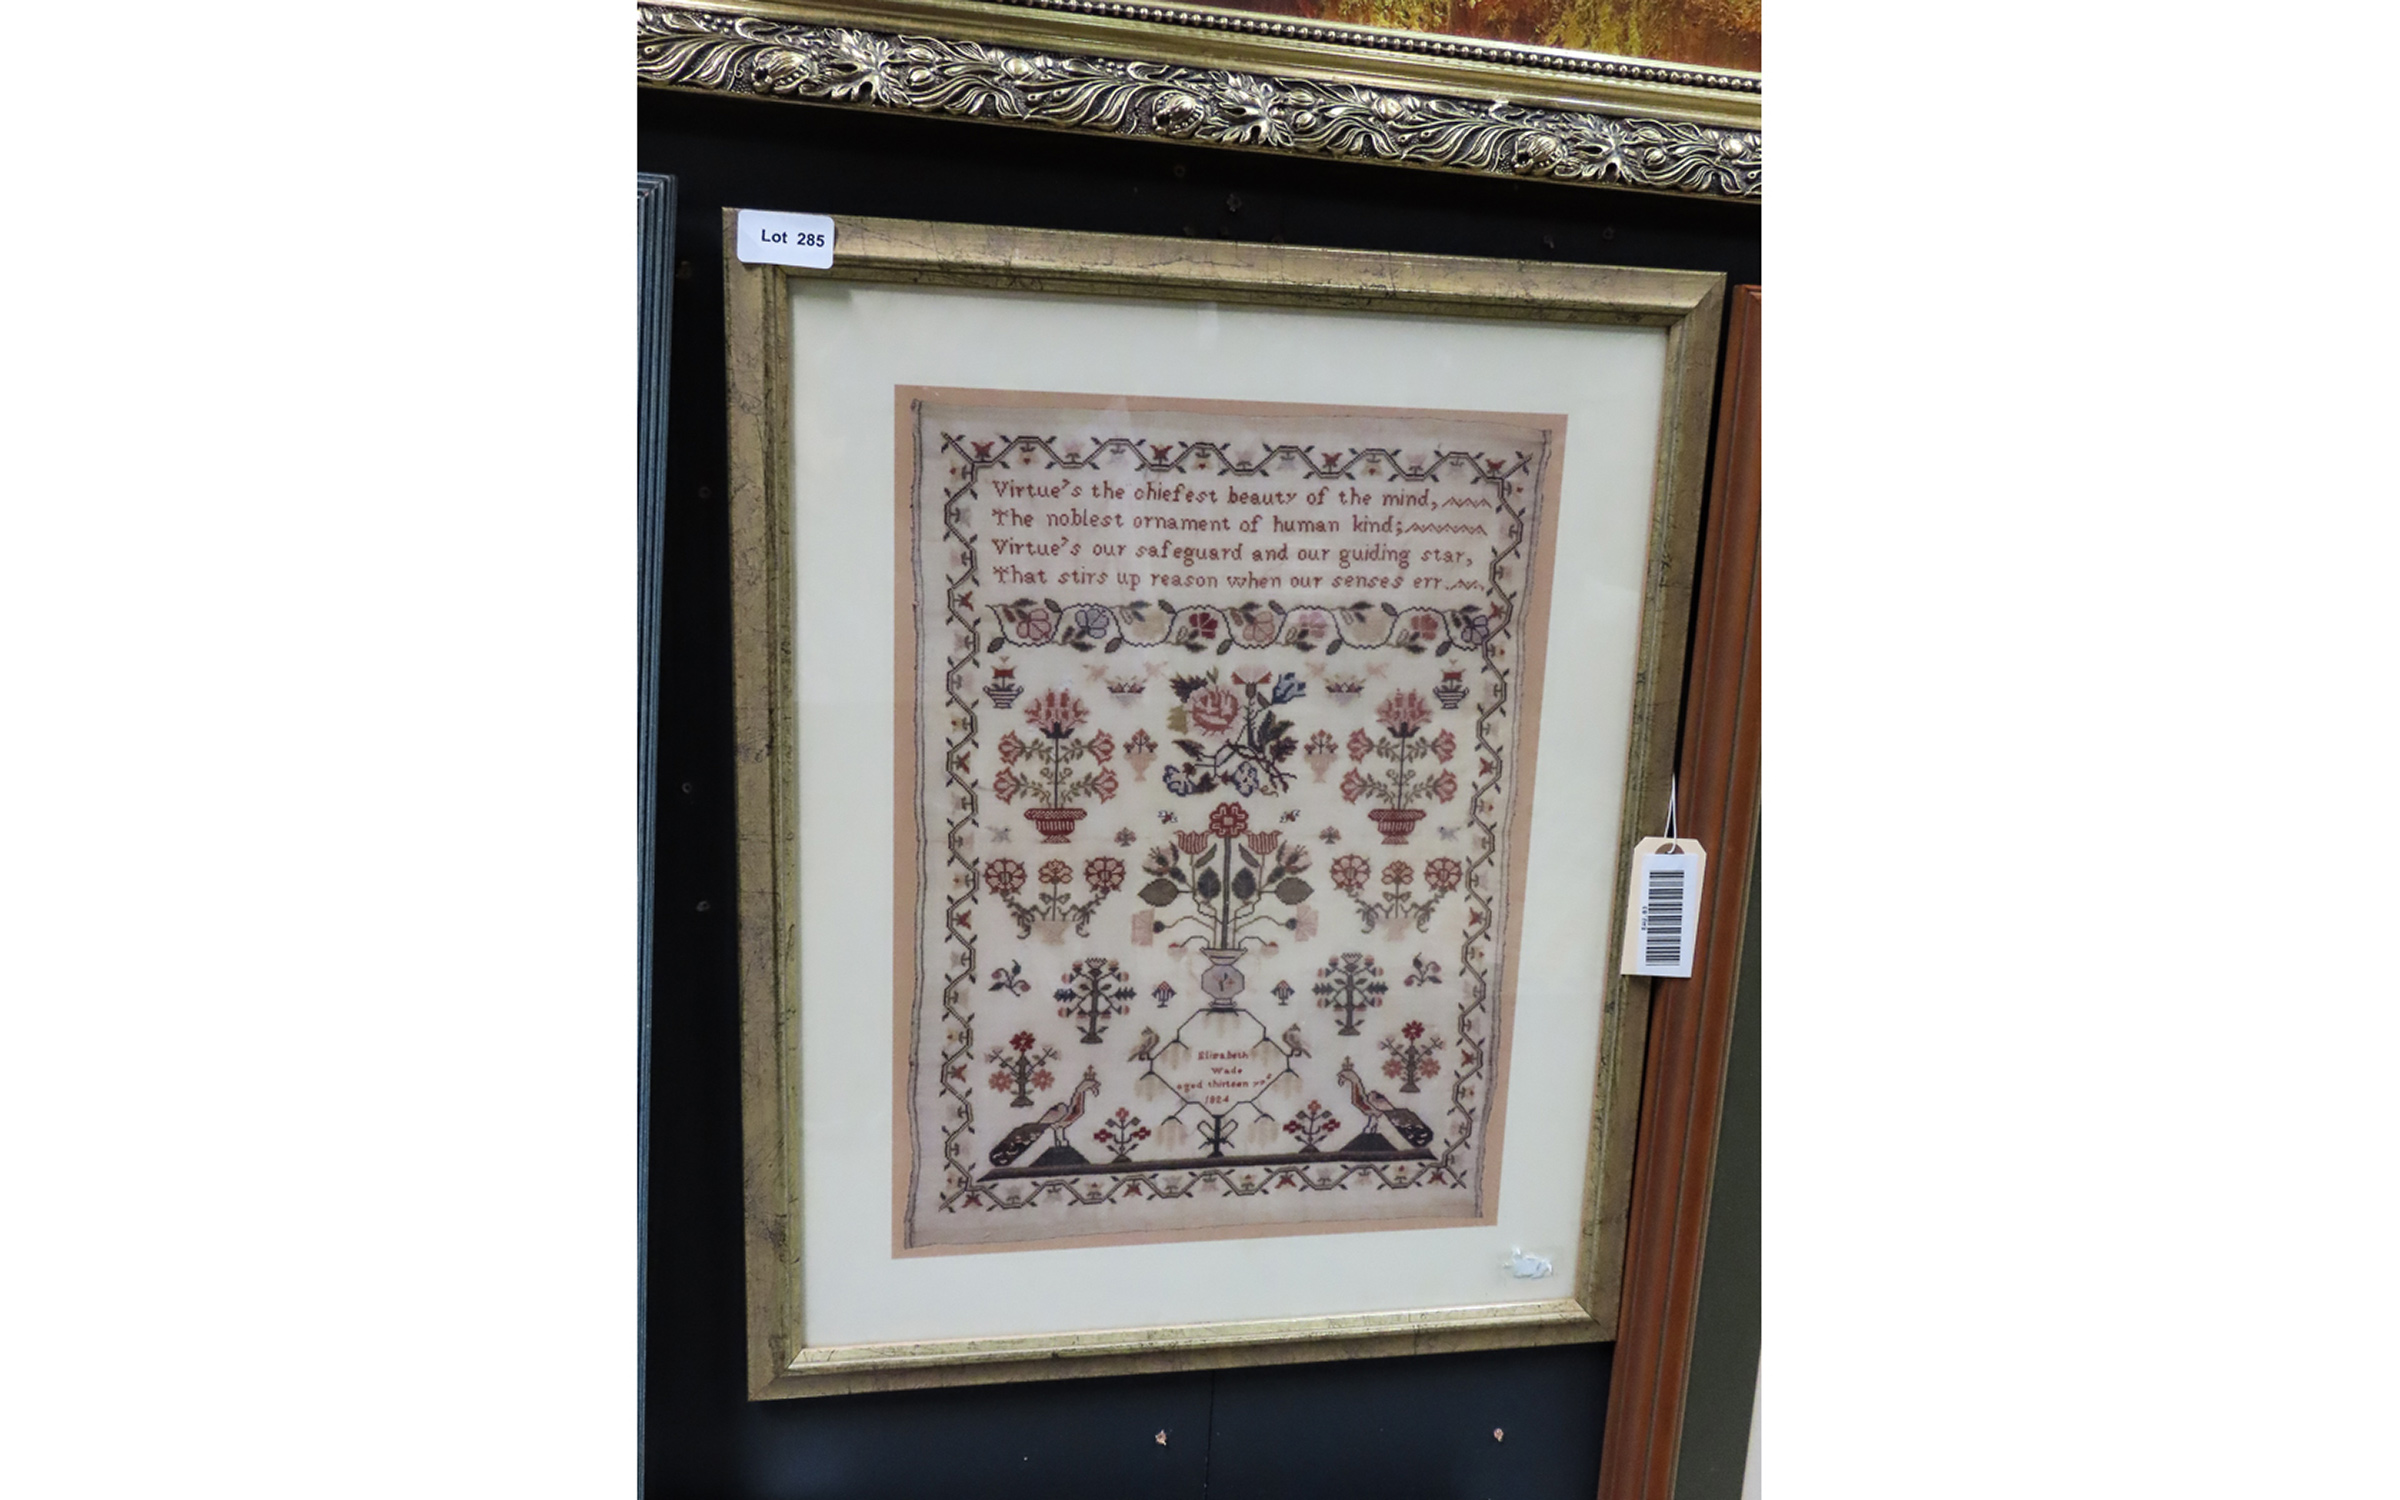 Lot 285
Virtue's the chiefest beauty of the mind,
The noblest ornament of human kind;
Virtue's our safeguard and our guiding star,
That stirs up reason when our senses err
Elizabeth
Wade
aged thirteen yrs
1824